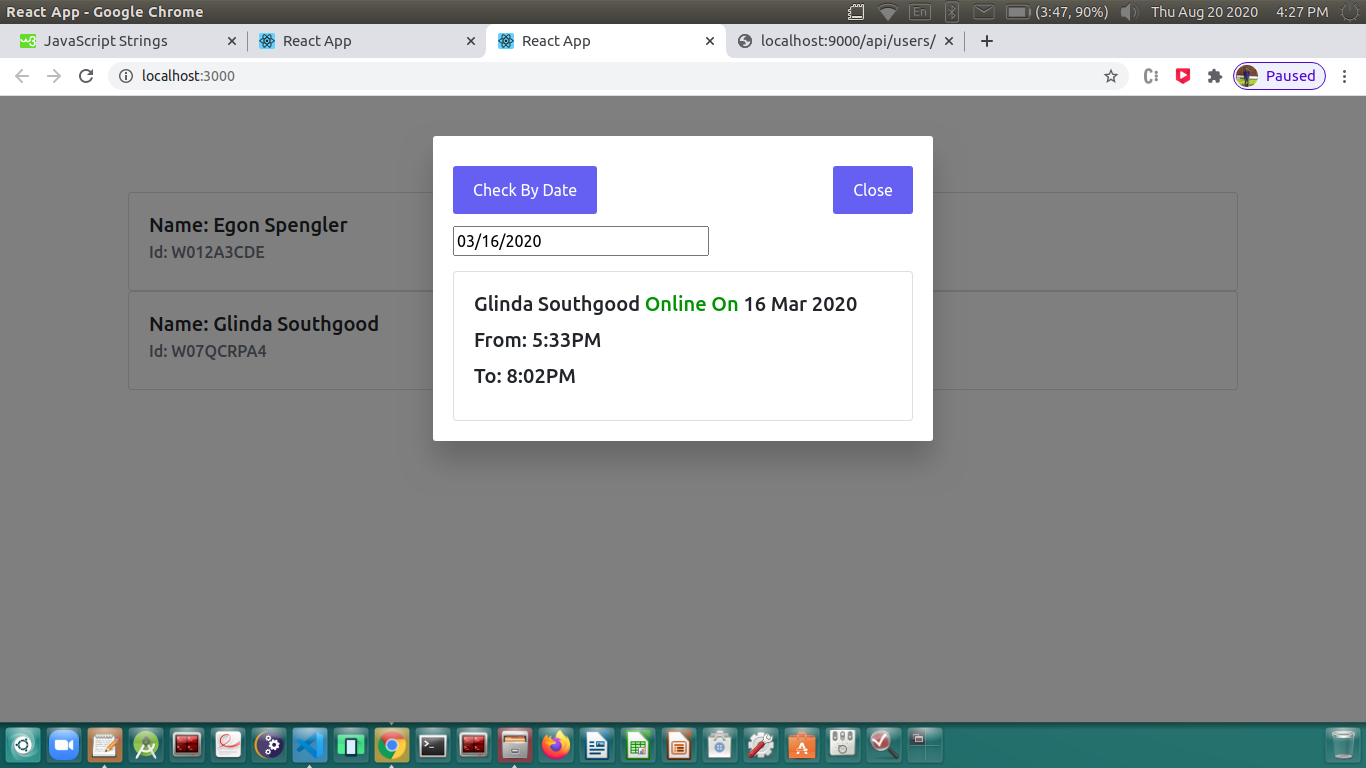 React App - Google Chrome
En
(3:47, 90%)
Thu Aug 20 2020
4:27 PM
JavaScript Strings
React App
React App
localhost:9000/api/users/
localhost:3000
Paused
Check By Date
Close
03/16/2020
Name: Egon Spengler
Id: W012A3CDE
Name: Glinda Southgood
Id: W07QCRPA4
Glinda Southgood Online On 16 Mar 2020
From: 5:33PM
To: 8:02PM